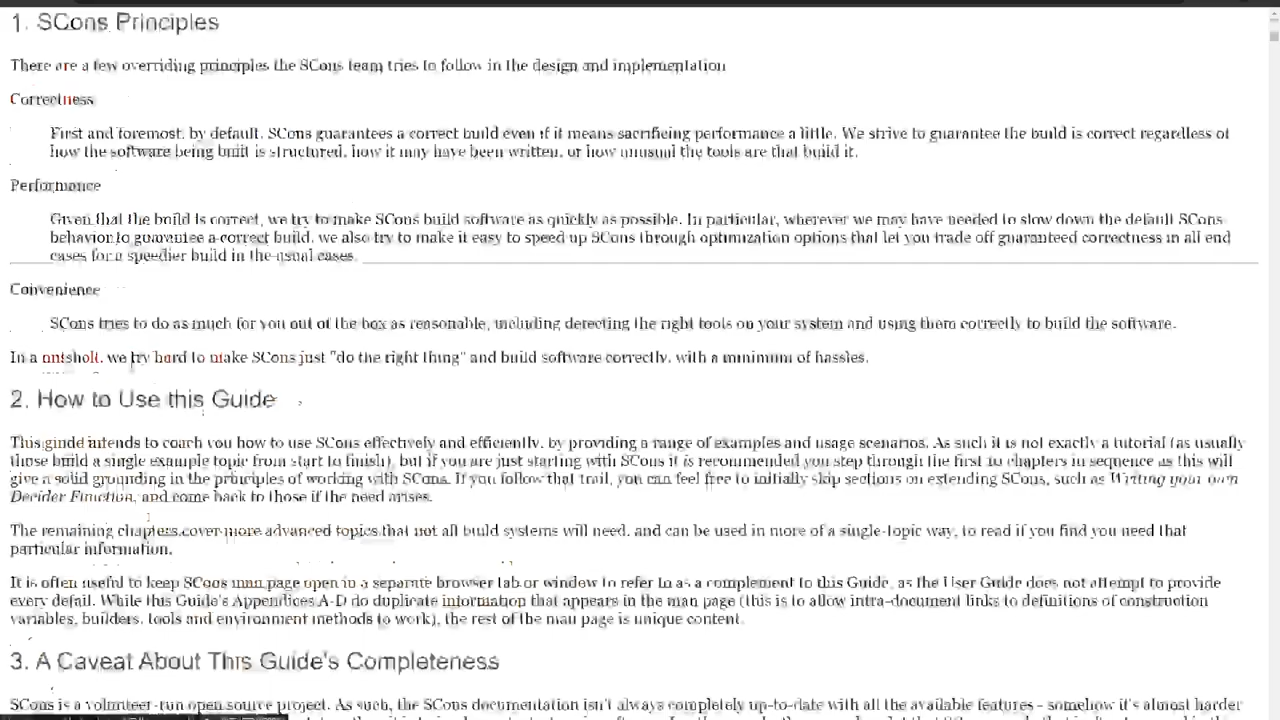 1. SCons Principles
There are a few overriding principles the SCons team tries to follow in the design and implementation
Correctness
First and foremost, by default, SCons guarantees a correct build even if it means sacrificing performance a little. We strive to guarantee the build is correct regardless of
how the software being built is structured, how it may have been written, or how unusual the tools are that build it.
Performance
Given that the build is correct, we try to make SCons build software as quickly as possible. In particular, wherever we may have needed to slow down the default SCons
behavior to guarantee a correct build, we also try to make it easy to speed up SCons through optimization options that let you trade off guaranteed correctness in all end
cases for a speedier build in the usual cases.
Convenience
SCons tries to do as much for you out of the box as reasonable, including detecting the right tools on your system and using them correctly to build the software.
In a nutshell, we try hard to make SCons just "do the right thing" and build software correctly, with a minimum of hassles.
2. How to Use this Guide
This guide intends to coach you how to use SCons effectively and efficiently, by providing a range of examples and usage scenarios. As such it is not exactly a tutorial (as usually
those build a single example topic from start to finish), but if you are just starting with SCons it is recommended you step through the first 10 chapters in sequence as this will
give a solid grounding in the principles of working with SCons. If you follow that trail, you can feel free to initially skip sections on extending SCons, such as Writing your own
Decider Function, and come back to those if the need arises.
The remaining chapters cover more advanced topics that not all build systems will need, and can be used in more of a single-topic way, to read if you find you need that
particular information.
It is often useful to keep SCons man page open in a separate browser tab or window to refer to as a complement to this Guide, as the User Guide does not attempt to provide
every detail. While this Guide's Appendices A-D do duplicate information that appears in the man page (this is to allow intra-document links to definitions of construction
variables, builders, tools and environment methods to work), the rest of the man page is unique content.
3. A Caveat About This Guide's Completeness
SCons is a volunteer-run open source project. As such, the SCons documentation isn't always completely up-to-date with all the available features - somehow it's almost harder